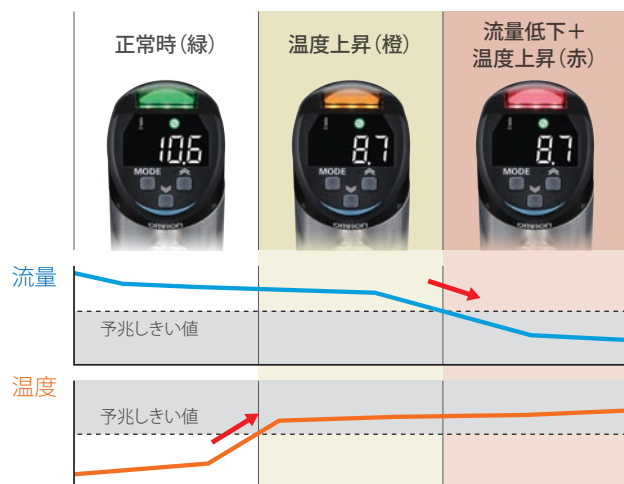 正常時(緑)
温度上昇(橙)
流量低下+
温度上昇(赤)
10.6
MODE
omron
8.7
MODE
omron
8.7
MODE
omron
流量
予兆しきい値
温度
予兆しきい値